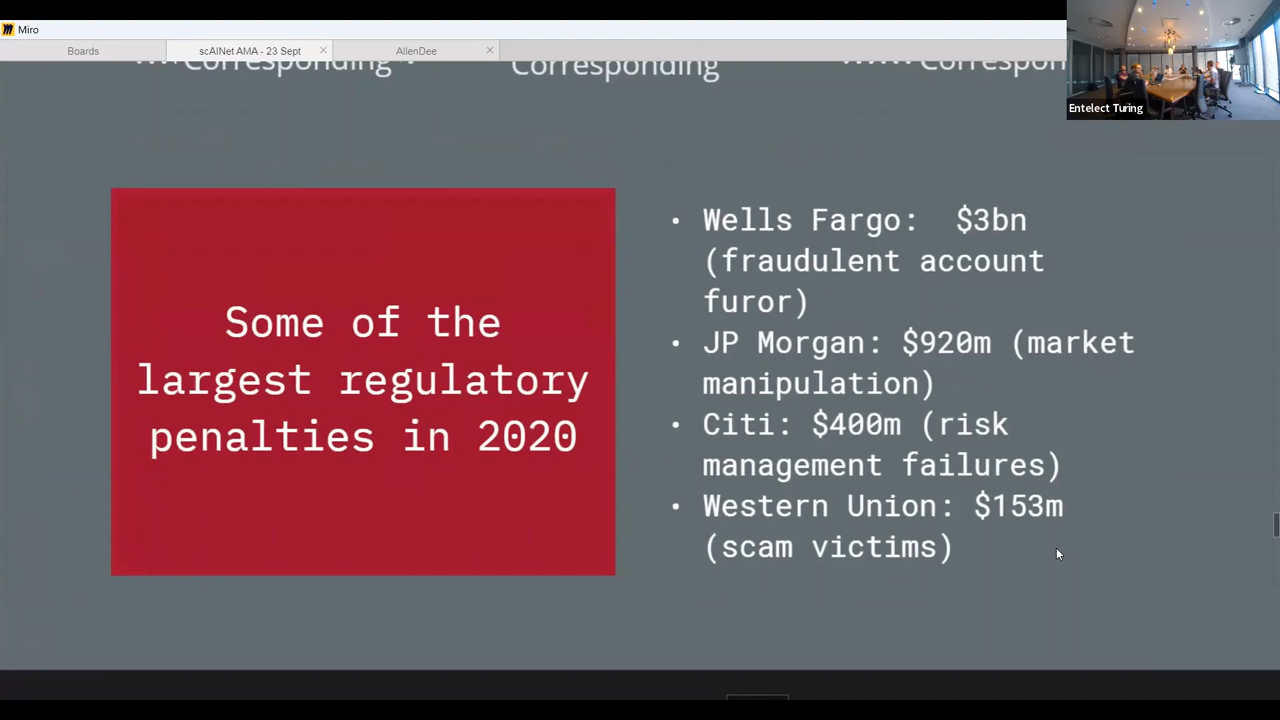 Miro
Boards
scAINet AMA - 23 Sept
AllenDee
Entelect Turing
Corresponding
Corresponding
Some of the
largest regulatory
penalties in 2020
• Wells Fargo:  $3bn
(fraudulent account
furor)
• JP Morgan: $920m (market
manipulation)
• Citi: $400m (risk
management failures)
• Western Union: $153m
(scam victims)